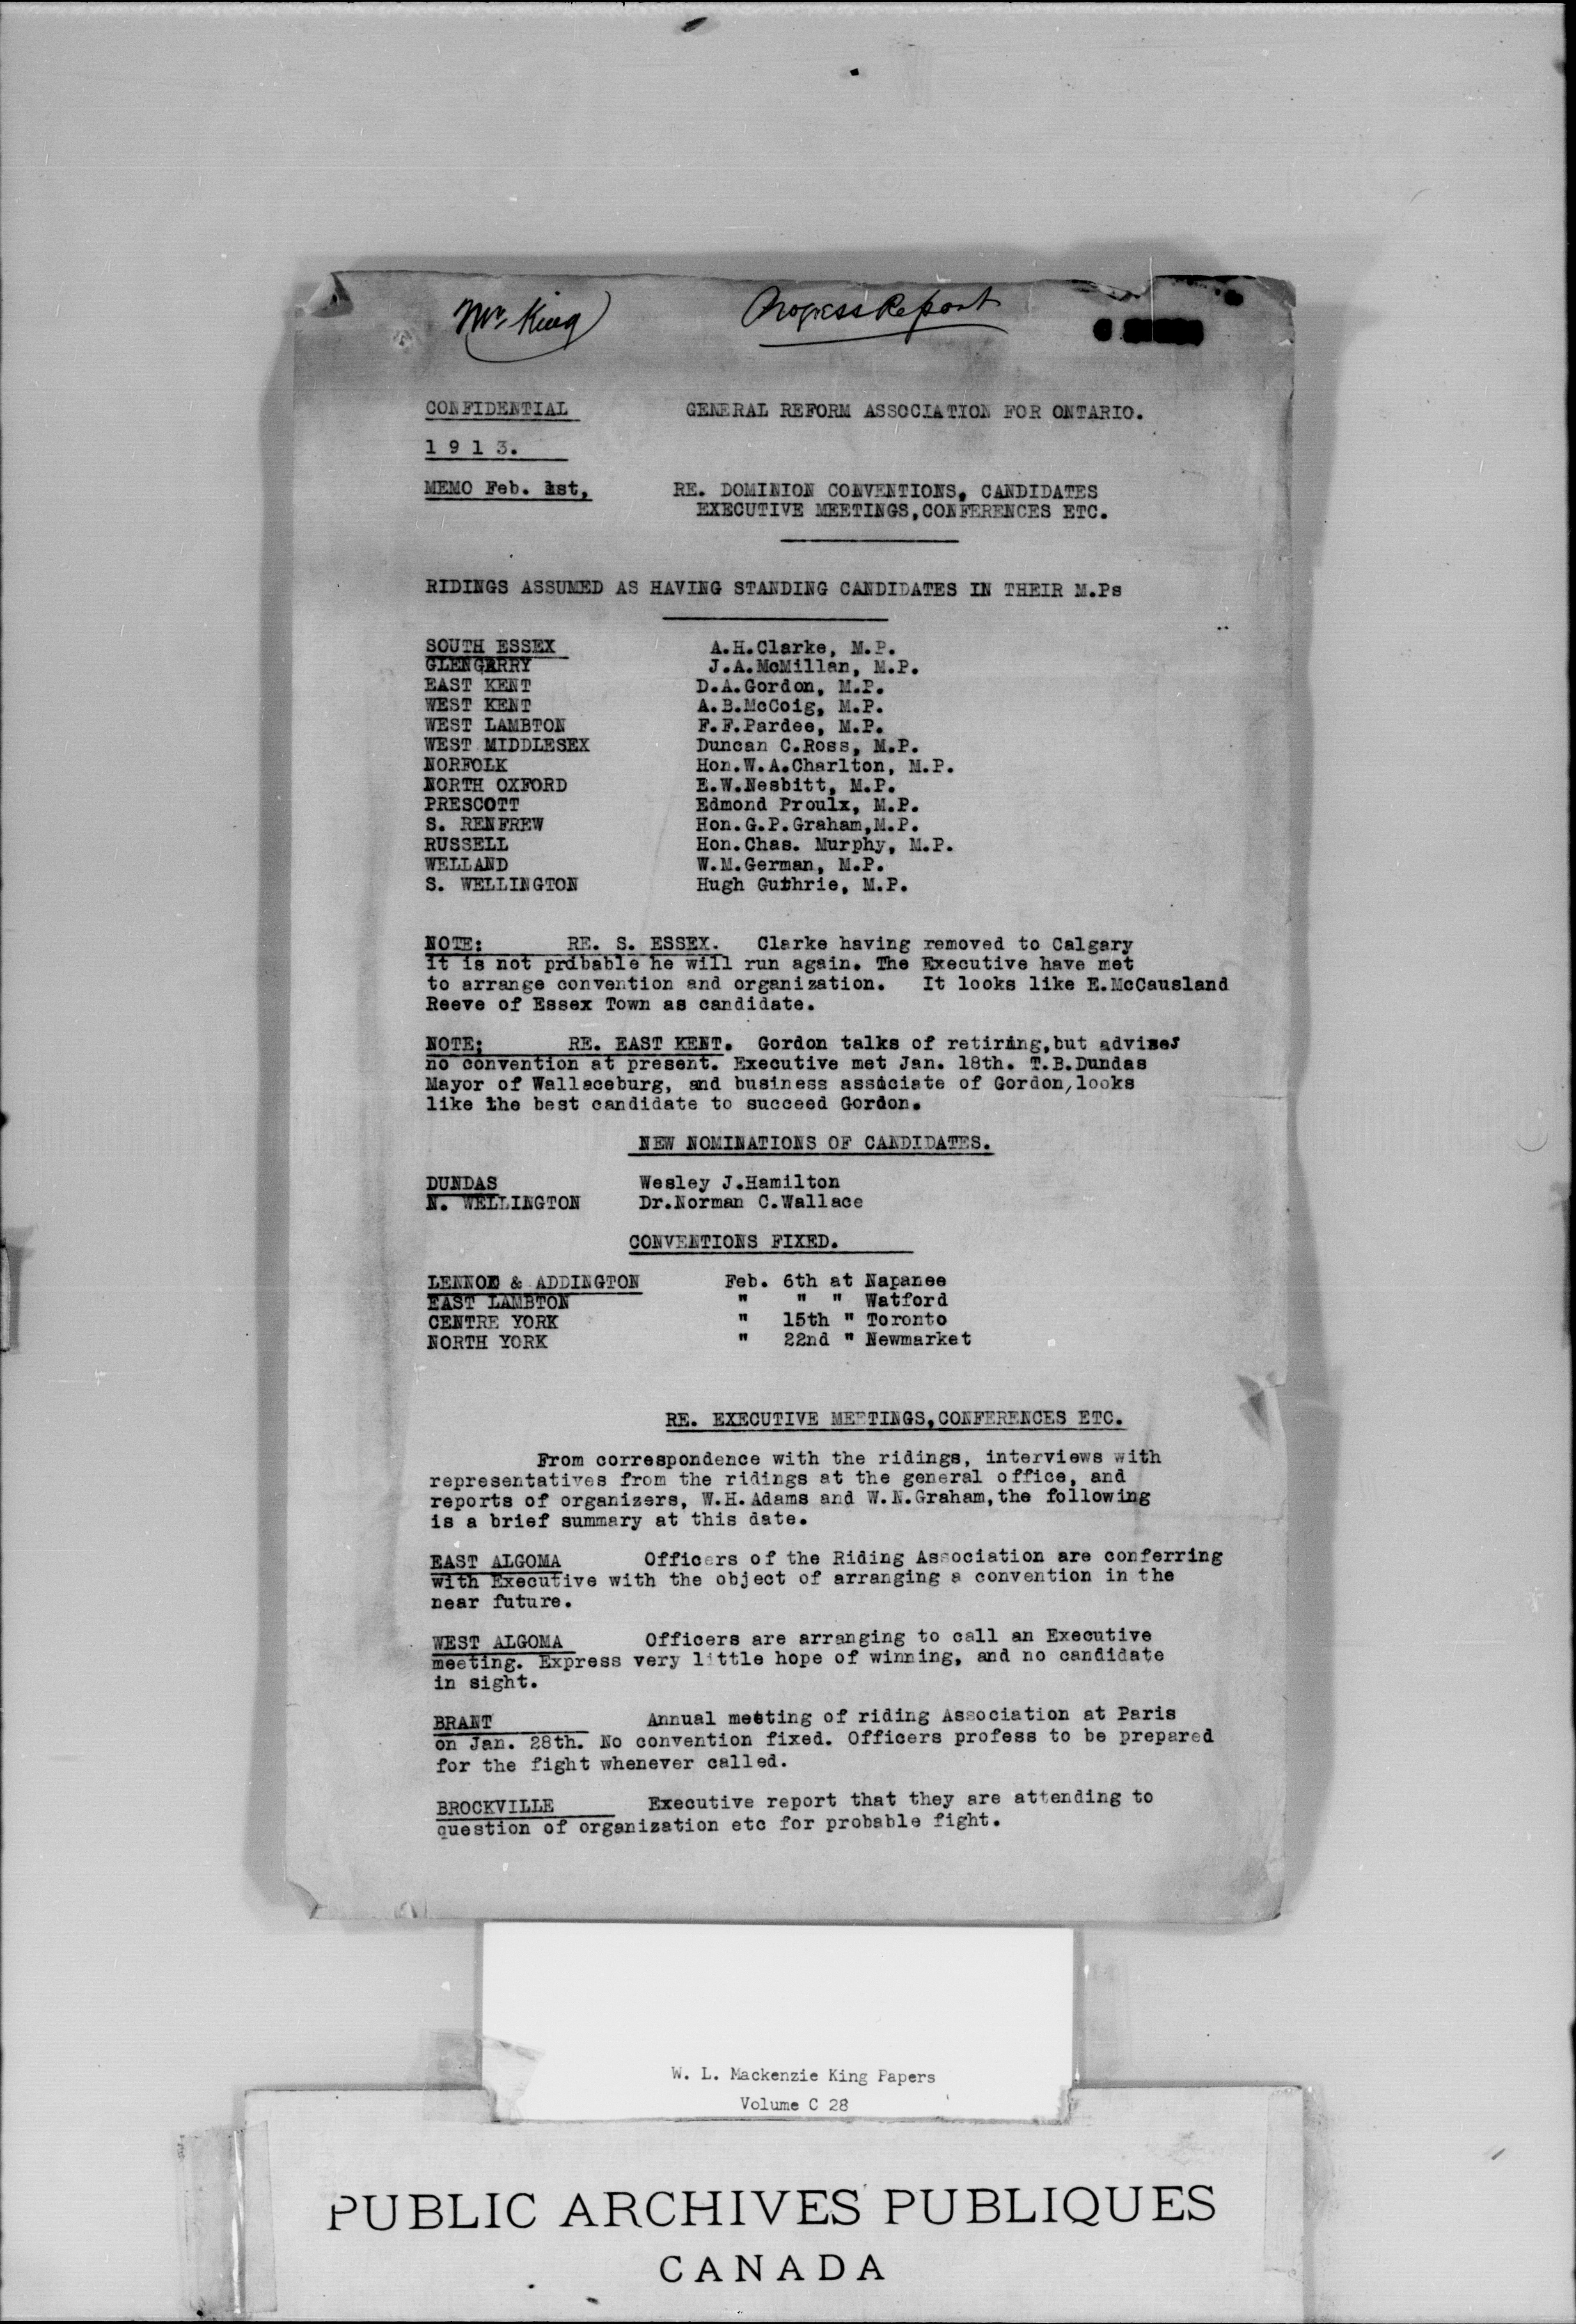 Mr. King Progress Report
CONFIDENTIAL GENERAL REFORM ASSOCIATION FOR ONTARIO.
1 9 1 3.
MEMO Feb. 1st, RE. DOMINION CONVENTIONS, CANDIDATES
EXECUTIVE MEETINGS,CONFERENCES ETC.
RIDINGS ASSUMED AS HAVING STANDING CANDIDATES IN THEIR M.Ps
SOUTH ESSEX A.H.Clarke, M.P.
GLENGARRY J.A.McMillan, M.P.
EAST KENT D.A.Gordon, M.P.
WEST KENT A.B.McCoig, M.P.
WEST LAMBTON F.F.Pardee, M.P.
WEST MIDDLESEX Duncan C.Ross, M.P.
NORFOLK Hon.W.A.Charlton, M.P.
NORTH OXFORD E.W.Nesbitt, M.P.
PRESCOTT Edmond Proulx, M.P.
S. RENFREW Hon.G.P.Graham,M.P.
RUSSELL Hon.Chas. Murphy, M.P.
WELLAND W.M.German, M.P.
S. WELLINGTON Hugh Guthrie, M.P.
NOTE: RE. S. ESSEX. Clarke having removed to Calgary
it is not probable he will run again. The Executive have met
to arrange convention and organization. It looks like E.McCausland
Reeve of Essex Town as candidate.
NOTE; RE. EAST KENT. Gordon talks of retiring,but advises
no convention at present. Executive met Jan. 18th. T.B.Dundas
Mayor of Wallaceburg, and business associate of Gordon,looks
like the best candidate to succeed Gordon.
NEW NOMINATIONS OF CANDIDATES.
DUNDAS Wesley J.Hamilton
N. WELLINGTON Dr.Norman C.Wallace
CONVENTIONS FIXED.
LENNOX & ADDINGTON Feb. 6th at Napanee
EAST LAMBTON " " " Watford
CENTRE YORK " 15th " Toronto
NORTH YORK " 22nd " Newmarket
RE. EXECUTIVE MEETINGS,CONFERENCES ETC.
From correspondence with the ridings, interviews with
representatives from the ridings at the general office, and
reports of organizers, W.H.Adams and W.N.Graham,the following
is a brief summary at this date.
EAST ALGOMA Officers of the Riding Association are conferring
with Executive with the object of arranging a convention in the
near future.
WEST ALGOMA Officers are arranging to call an Executive
meeting. Express very little hope of winning, and no candidate
in sight.
BRANT Annual meeting of riding Association at Paris
on Jan. 28th. No convention fixed. Officers profess to be prepared
for the fight whenever called.
BROCKVILLE Executive report that they are attending to
question of organization etc for probable fight.
W. L. Mackenzie King Papers
Volume C 28
PUBLIC ARCHIVES PUBLIQUES
CANADA